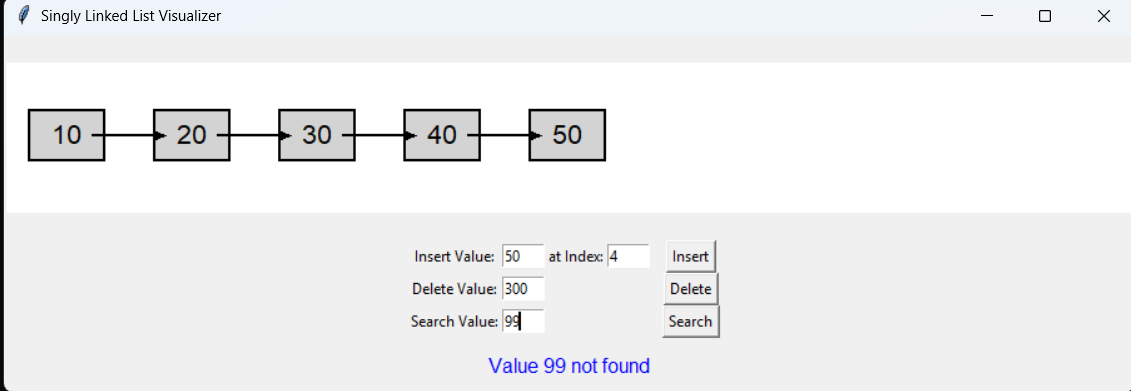 Singly Linked List Visualizer
10 20 30 40 50
Insert Value: 50 at Index: 4 Insert
Delete Value: 300 Delete
Search Value: 99 Search
Value 99 not found